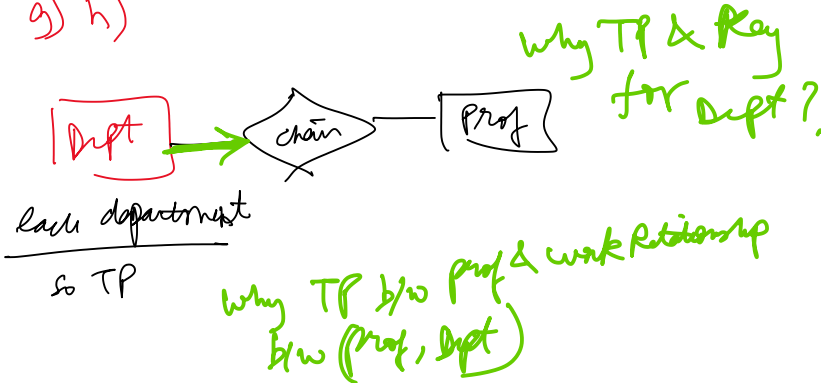 g) h)
why TP & Key
for Dept?
Dept
chair
Prof
each department
so TP
why TP b/w prof & work Relationship
b/w (prof, Dept)